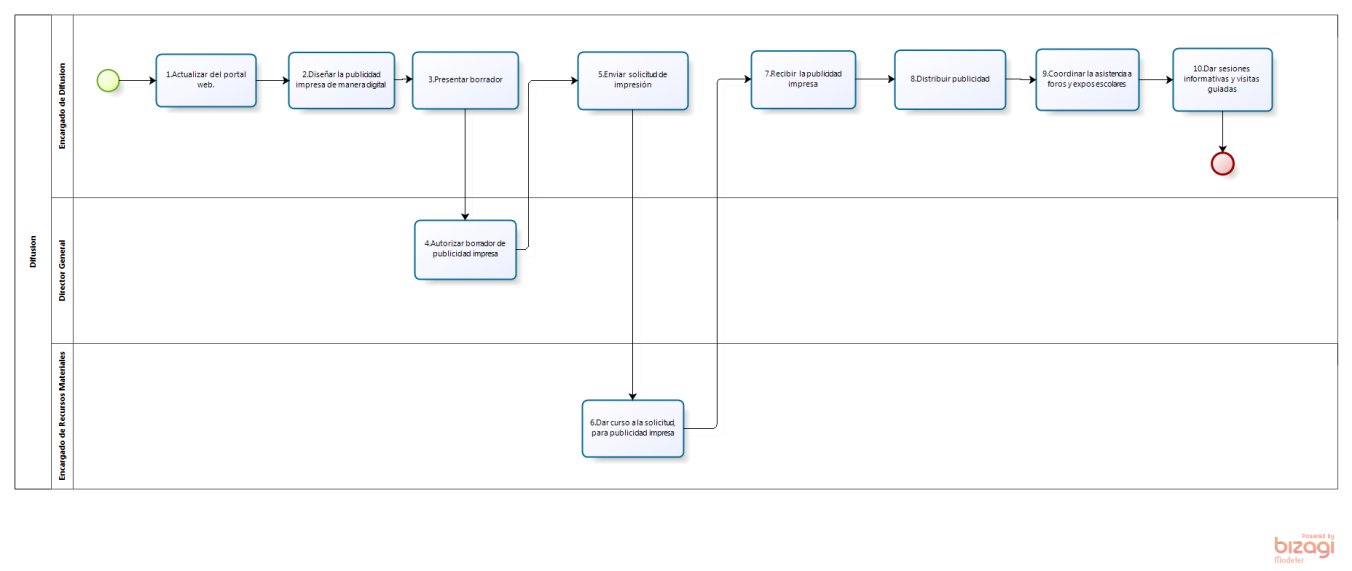 Difusion
Encargado de Difusion
1.Actualizar del portal
web.
2.Diseñar la publicidad
impresa de manera digital
3.Presentar borrador
5.Enviar solicitud de
impresión
7.Recibir la publicidad
impresa
8.Distribuir publicidad
9.Coordinar la asistencia a
foros y expos escolares
10.Dar sesiones
informativas y visitas
guiadas
Director General
4.Autorizar borrador de
publicidad impresa
Encargado de Recursos Materiales
6.Dar curso a la solicitud,
para publicidad impresa
Powered by
bizagi
Modeler